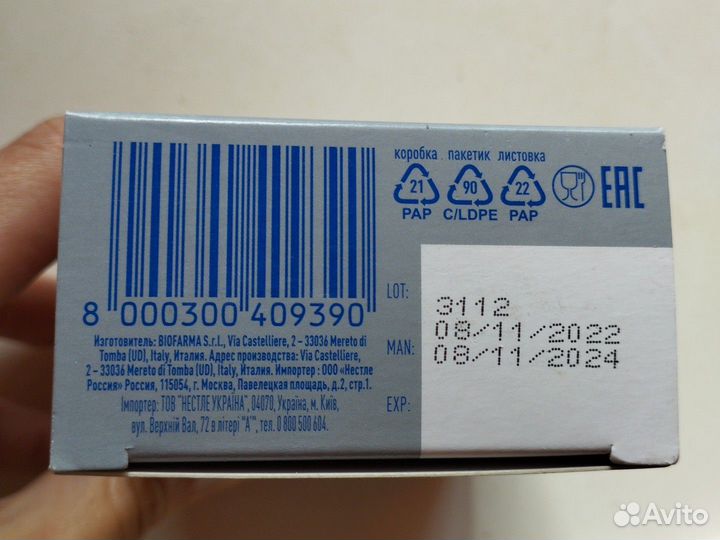 коробка пакетик листовка
21 90 22
PAP C/LDPE PAP
EAC
8 000300 409390
LOT: 3112
MAN: 08/11/2022
EXP: 08/11/2024
Изготовитель: BIOFARMA S.r.L., Via Castelliere, 2 – 33036 Mereto di
Tomba (UD), Italy, Италия. Адрес производства: Via Castelliere,
2 – 33036 Mereto di Tomba (UD), Italy, Италия. Импортер : ООО «Нестле
Россия» Россия, 115054, г. Москва, Павелецкая площадь, д.2, стр.1.
Імпортер: ТОВ "НЕСТЛЕ УКРАЇНА", 04070, Україна, м. Київ,
вул. Верхній Вал, 72 в літері "А", тел. 0 800 500 604.
Avito